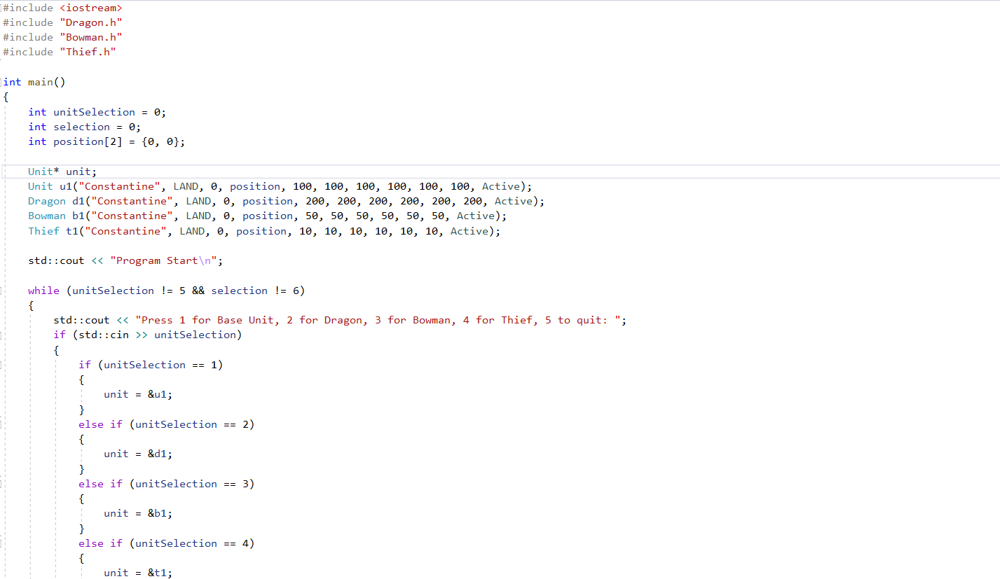 #include <iostream>
#include "Dragon.h"
#include "Bowman.h"
#include "Thief.h"
int main()
{
int unitSelection = 0;
int selection = 0;
int position[2] = {0, 0};
Unit* unit;
Unit u1("Constantine", LAND, 0, position, 100, 100, 100, 100, 100, 100, Active);
Dragon d1("Constantine", LAND, 0, position, 200, 200, 200, 200, 200, 200, Active);
Bowman b1("Constantine", LAND, 0, position, 50, 50, 50, 50, 50, 50, Active);
Thief t1("Constantine", LAND, 0, position, 10, 10, 10, 10, 10, 10, Active);
std::cout << "Program Start\n";
while (unitSelection != 5 && selection != 6)
{
std::cout << "Press 1 for Base Unit, 2 for Dragon, 3 for Bowman, 4 for Thief, 5 to quit: ";
if (std::cin >> unitSelection)
{
if (unitSelection == 1)
{
unit = &u1;
}
else if (unitSelection == 2)
{
unit = &d1;
}
else if (unitSelection == 3)
{
unit = &b1;
}
else if (unitSelection == 4)
{
unit = &t1;